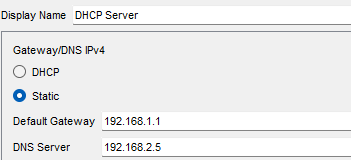 Display Name DHCP Server
Gateway/DNS IPv4
DHCP
Static
Default Gateway 192.168.1.1
DNS Server 192.168.2.5